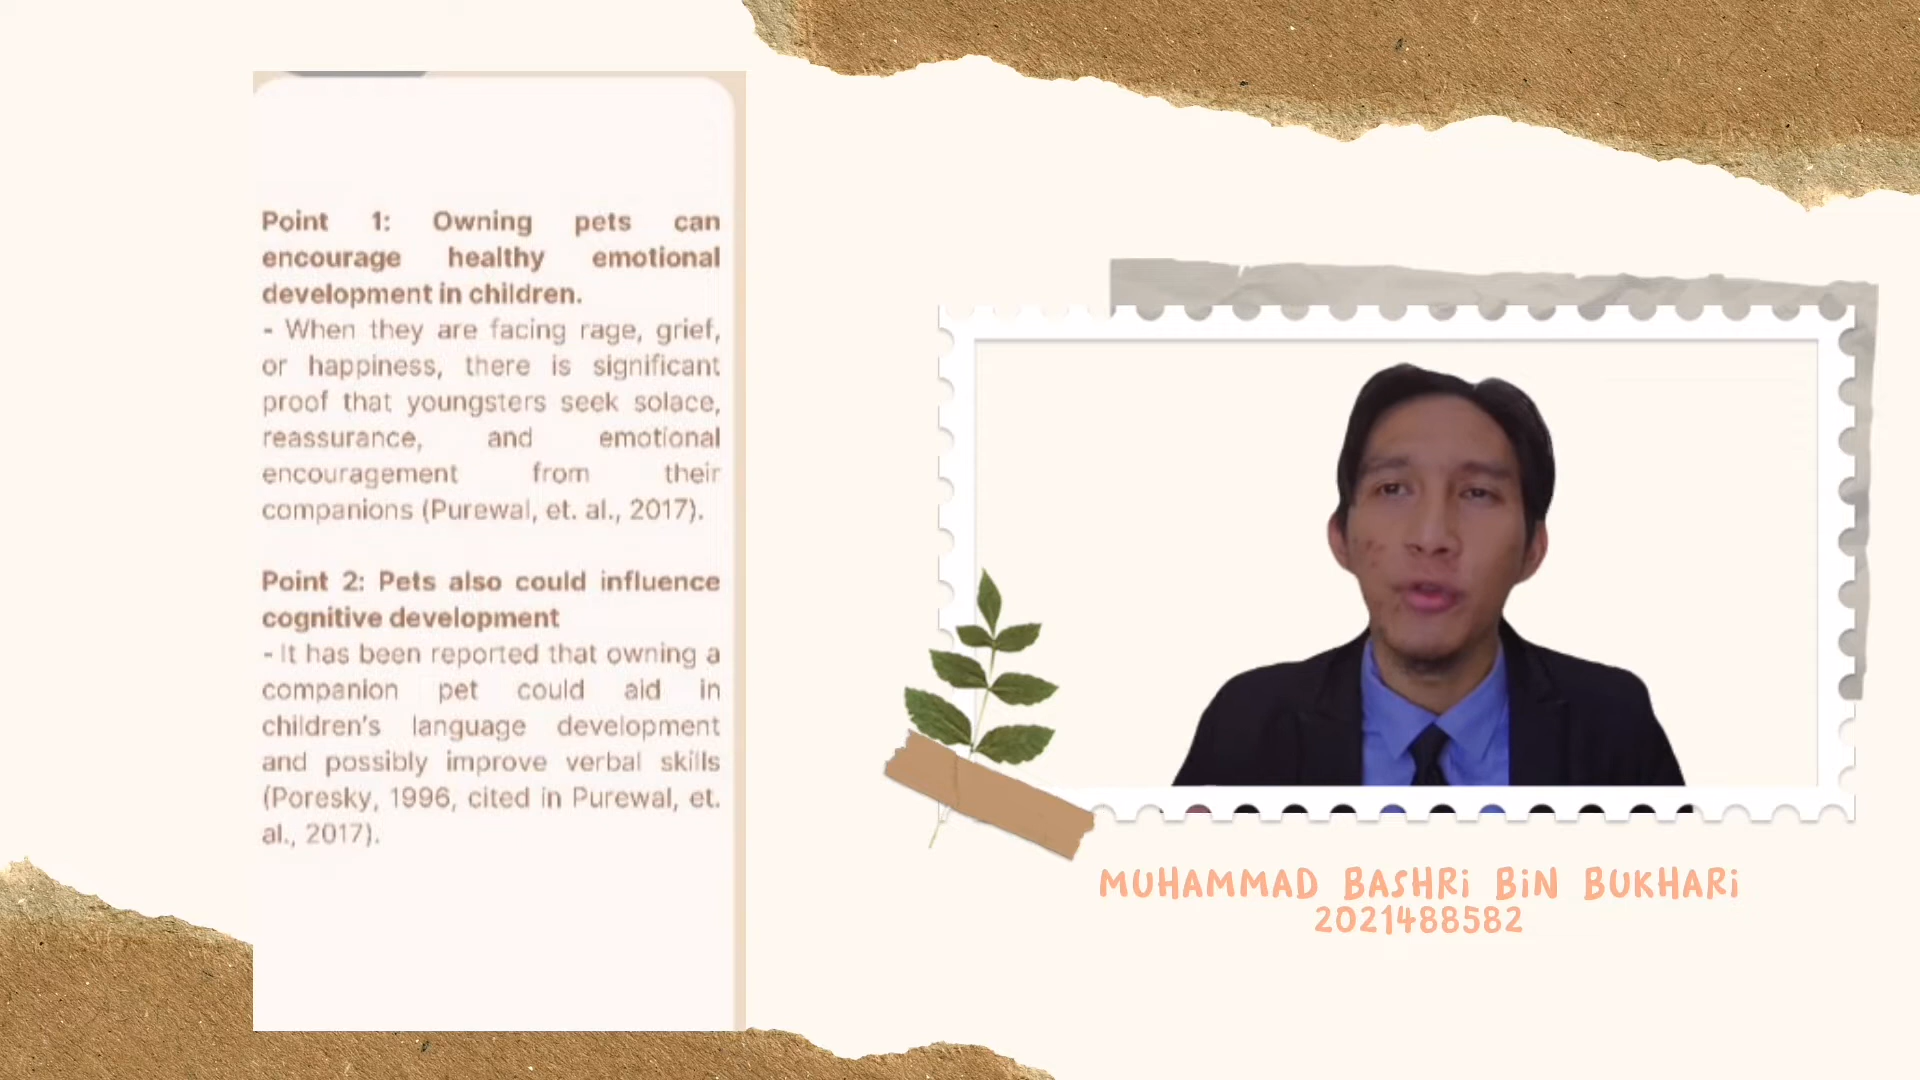 Point 1: Owning pets can
encourage healthy emotional
development in children.
- When they are facing rage, grief,
or happiness, there is significant
proof that youngsters seek solace,
reassurance, and emotional
encouragement from their
companions (Purewal, et. al., 2017).
Point 2: Pets also could influence
cognitive development
- It has been reported that owning a
companion pet could aid in
children's language development
and possibly improve verbal skills
(Poresky, 1996, cited in Purewal, et.
al., 2017).
MUHAMMAD BASHRi BiN BUKHARi
2021488582